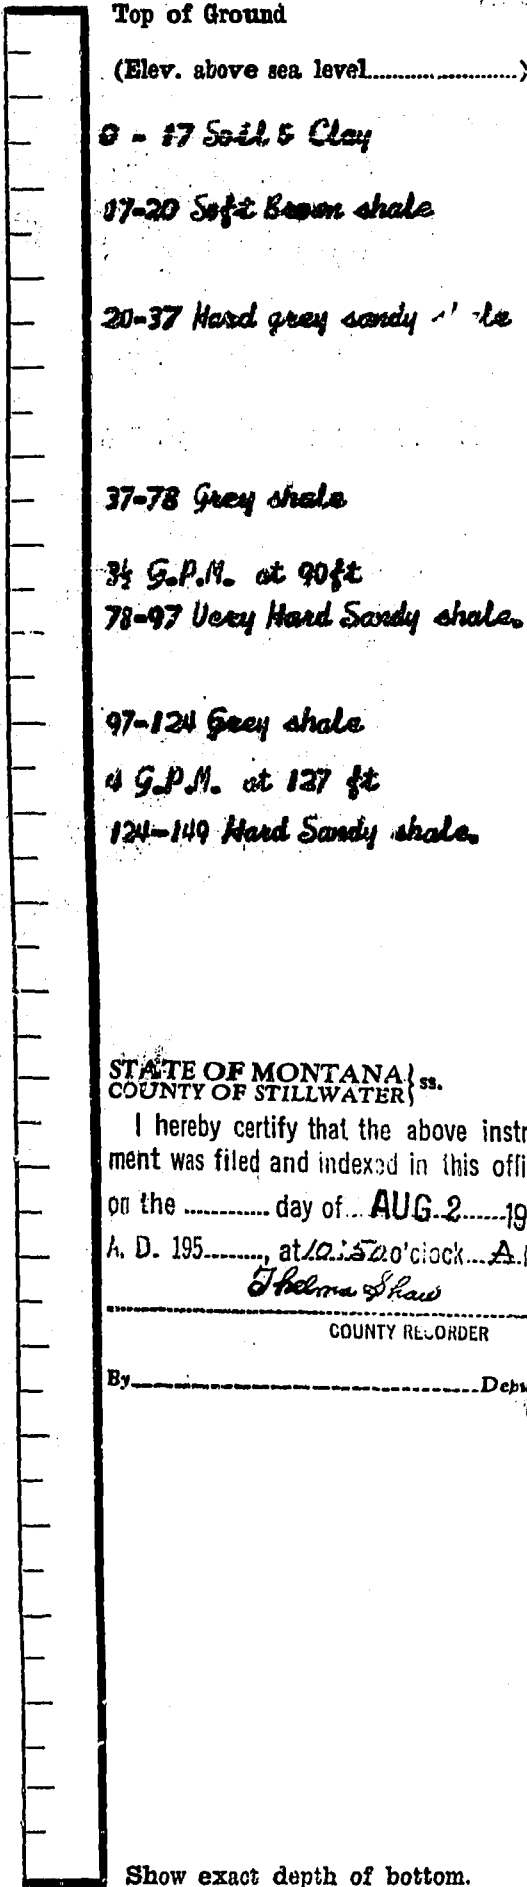 Top of Ground
(Elev. above sea level....................)
0 - 17 Soil & Clay
17-20 Soft Brown shale
20-37 Hard grey sandy
37-78 Grey shale
3½ G.P.M. at 90ft
78-97 Very Hard Sandy shale.
97-124 Grey shale
4 G.P.M. at 127 ft
124-149 Hard Sandy shale.
STATE OF MONTANA } ss.
COUNTY OF STILLWATER
I hereby certify that the above instr
ment was filed and indexed in this offi
on the ............. day of... AUG 2......19
A. D. 195........., at 10:50 o'clock....A.
Thelma Shaw
COUNTY RECORDER
By............................................Depu
Show exact depth of bottom.